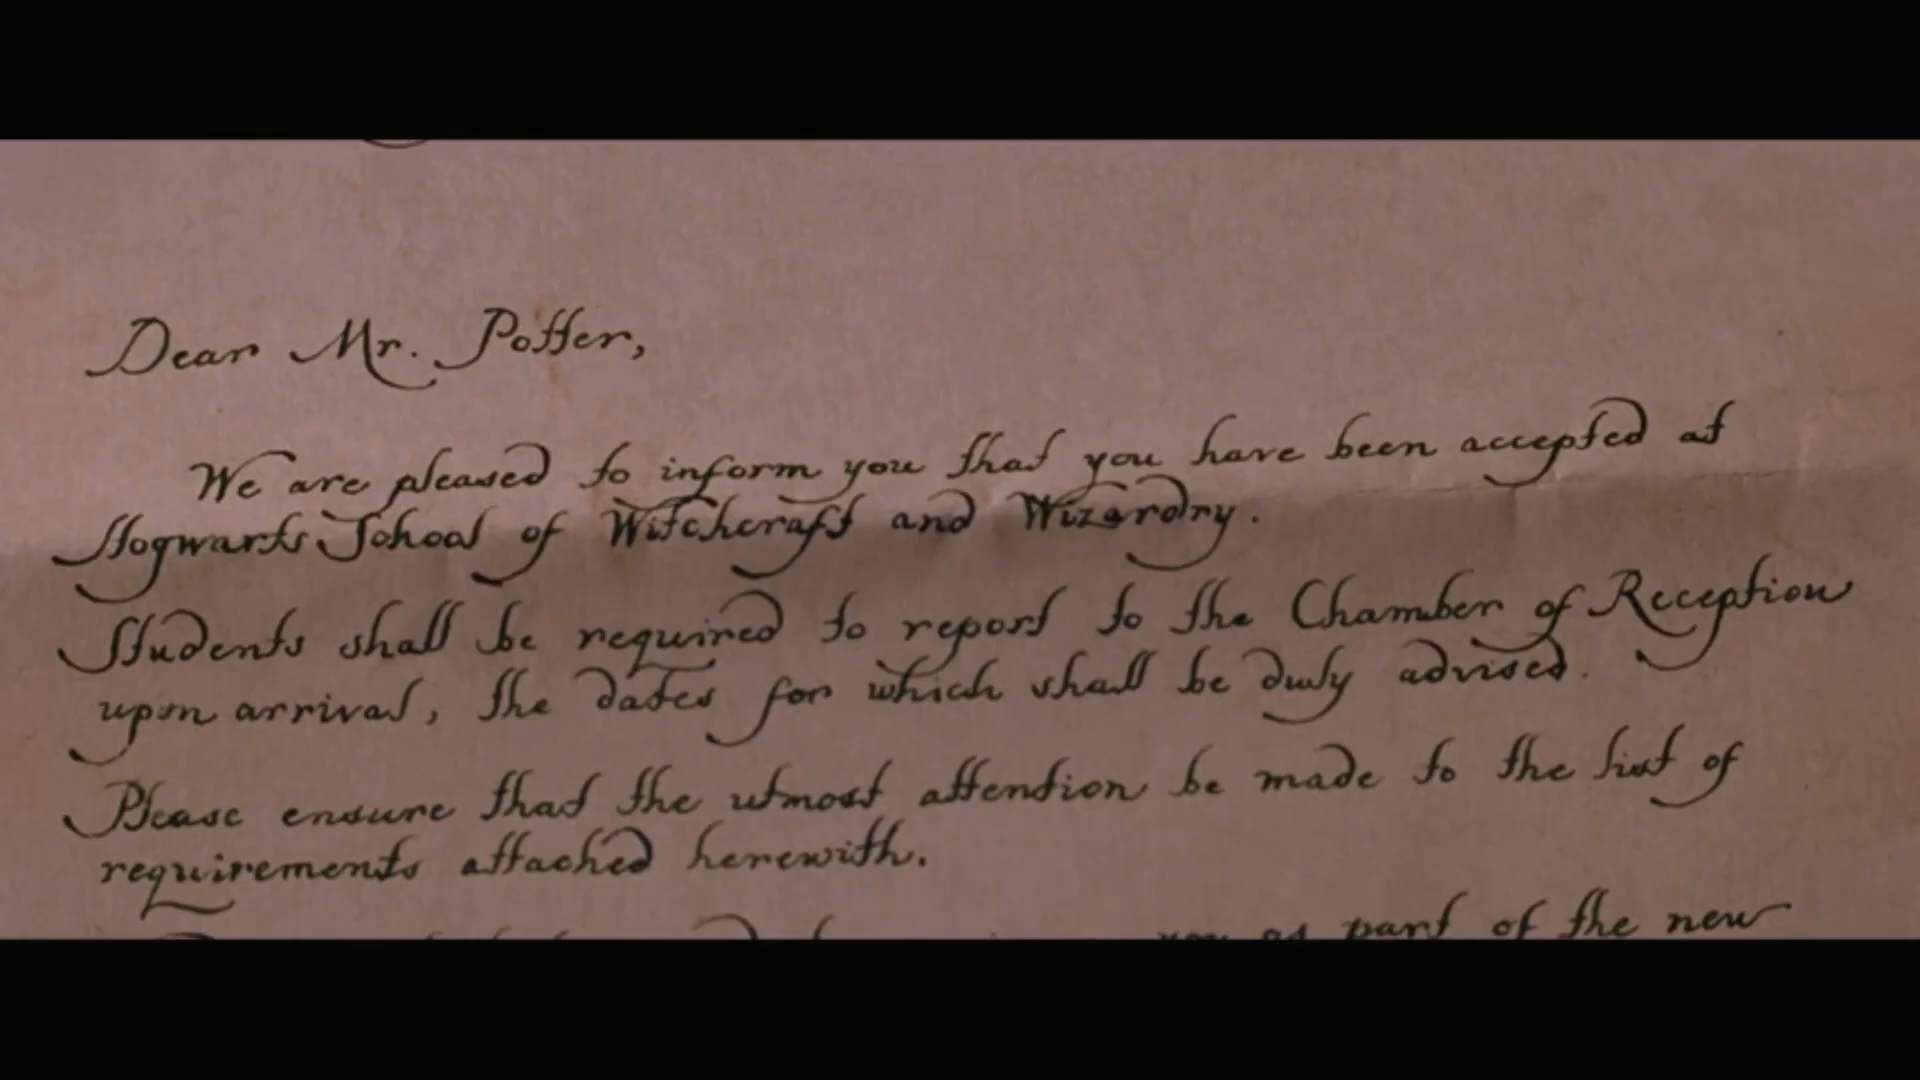 Dear Mr. Potter,
We are pleased to inform you that you have been accepted at
Hogwarts School of Witchcraft and Wizardry.
Students shall be required to report to the Chamber of Reception
upon arrival, the dates for which shall be duly advised.
Please ensure that the utmost attention be made to the list of
requirements attached herewith.
you as part of the new